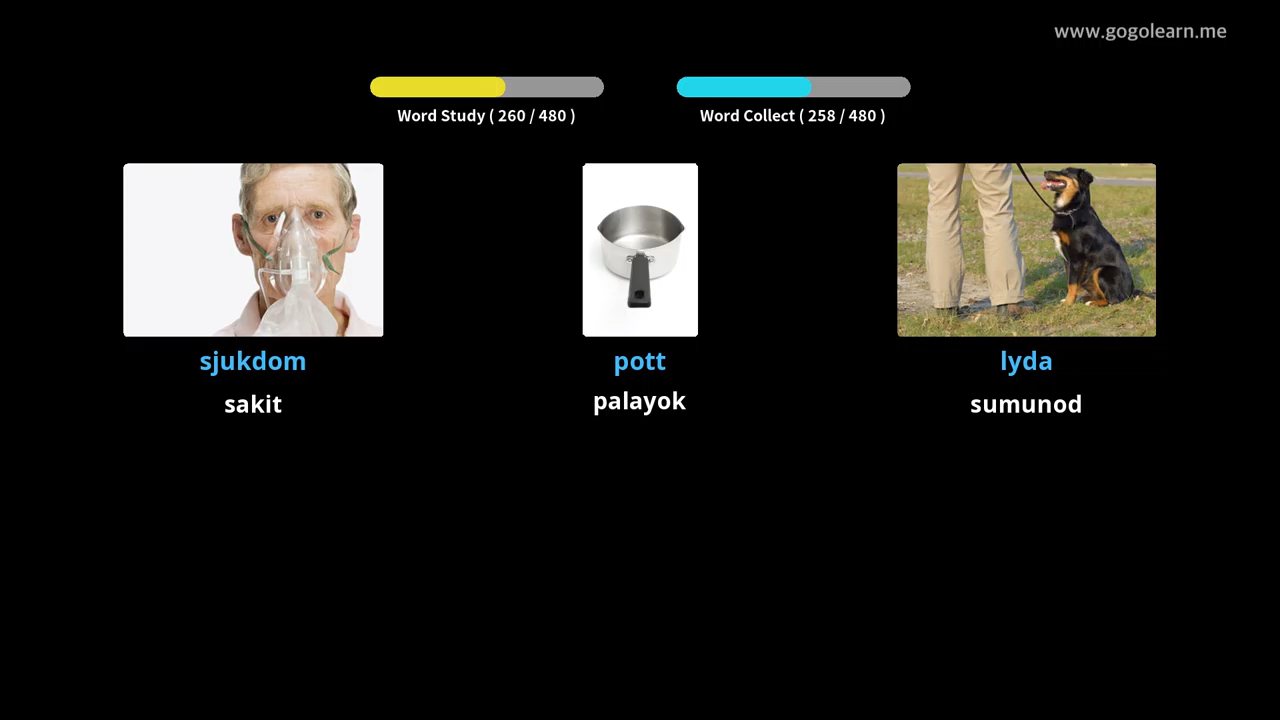 www.gogolearn.me
Word Study ( 260 / 480 )
Word Collect ( 258 / 480 )
sjukdom
pott
lyda
sakit
palayok
sumunod